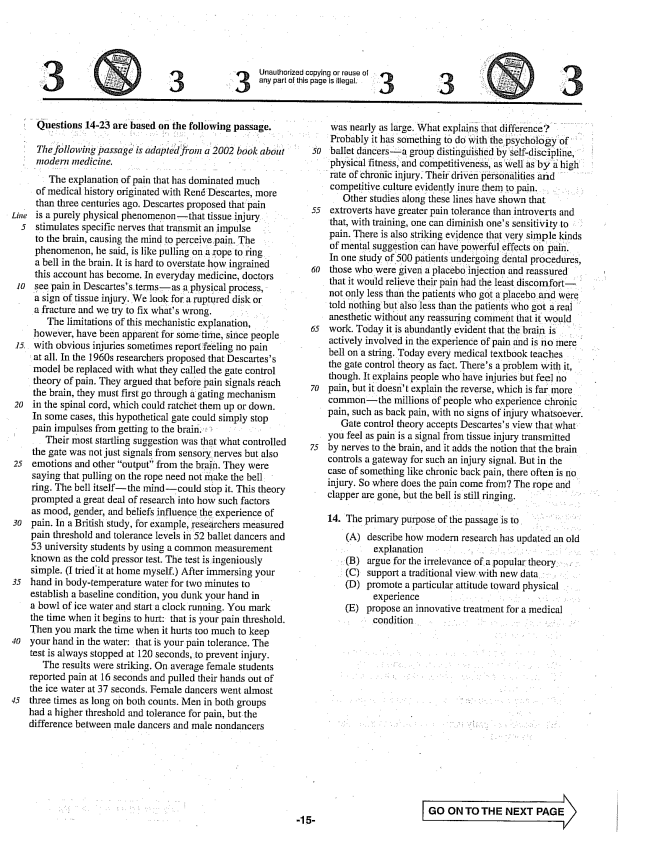 3 3 3 Unauthorized copying or reuse of
any part of this page is illegal. 3 3 3
Questions 14-23 are based on the following passage.
The following passage is adapted from a 2002 book about
modern medicine.
The explanation of pain that has dominated much
of medical history originated with René Descartes, more
than three centuries ago. Descartes proposed that pain
Line is a purely physical phenomenon—that tissue injury
5 stimulates specific nerves that transmit an impulse
to the brain, causing the mind to perceive pain. The
phenomenon, he said, is like pulling on a rope to ring
a bell in the brain. It is hard to overstate how ingrained
this account has become. In everyday medicine, doctors
10 see pain in Descartes's terms—as a physical process,
a sign of tissue injury. We look for a ruptured disk or
a fracture and we try to fix what's wrong.
The limitations of this mechanistic explanation,
however, have been apparent for some time, since people
15 with obvious injuries sometimes report feeling no pain
at all. In the 1960s researchers proposed that Descartes's
model be replaced with what they called the gate control
theory of pain. They argued that before pain signals reach
the brain, they must first go through a gating mechanism
20 in the spinal cord, which could ratchet them up or down.
In some cases, this hypothetical gate could simply stop
pain impulses from getting to the brain.
Their most startling suggestion was that what controlled
the gate was not just signals from sensory nerves but also
25 emotions and other "output" from the brain. They were
saying that pulling on the rope need not make the bell
ring. The bell itself—the mind—could stop it. This theory
prompted a great deal of research into how such factors
as mood, gender, and beliefs influence the experience of
30 pain. In a British study, for example, researchers measured
pain threshold and tolerance levels in 52 ballet dancers and
53 university students by using a common measurement
known as the cold pressor test. The test is ingeniously
simple. (I tried it at home myself.) After immersing your
35 hand in body-temperature water for two minutes to
establish a baseline condition, you dunk your hand in
a bowl of ice water and start a clock running. You mark
the time when it begins to hurt: that is your pain threshold.
Then you mark the time when it hurts too much to keep
40 your hand in the water: that is your pain tolerance. The
test is always stopped at 120 seconds, to prevent injury.
The results were striking. On average female students
reported pain at 16 seconds and pulled their hands out of
the ice water at 37 seconds. Female dancers went almost
45 three times as long on both counts. Men in both groups
had a higher threshold and tolerance for pain, but the
difference between male dancers and male nondancers
was nearly as large. What explains that difference?
Probably it has something to do with the psychology of
50 ballet dancers—a group distinguished by self-discipline,
physical fitness, and competitiveness, as well as by a high
rate of chronic injury. Their driven personalities and
competitive culture evidently inure them to pain.
Other studies along these lines have shown that
55 extroverts have greater pain tolerance than introverts and
that, with training, one can diminish one's sensitivity to
pain. There is also striking evidence that very simple kinds
of mental suggestion can have powerful effects on pain.
In one study of 500 patients undergoing dental procedures,
60 those who were given a placebo injection and reassured
that it would relieve their pain had the least discomfort—
not only less than the patients who got a placebo and were
told nothing but also less than the patients who got a real
anesthetic without any reassuring comment that it would
65 work. Today it is abundantly evident that the brain is
actively involved in the experience of pain and is no mere
bell on a string. Today every medical textbook teaches
the gate control theory as fact. There's a problem with it,
though. It explains people who have injuries but feel no
70 pain, but it doesn't explain the reverse, which is far more
common—the millions of people who experience chronic
pain, such as back pain, with no signs of injury whatsoever.
Gate control theory accepts Descartes's view that what
you feel as pain is a signal from tissue injury transmitted
75 by nerves to the brain, and it adds the notion that the brain
controls a gateway for such an injury signal. But in the
case of something like chronic back pain, there often is no
injury. So where does the pain come from? The rope and
clapper are gone, but the bell is still ringing.
14. The primary purpose of the passage is to
(A) describe how modern research has updated an old
explanation
(B) argue for the irrelevance of a popular theory
(C) support a traditional view with new data
(D) promote a particular attitude toward physical
experience
(E) propose an innovative treatment for a medical
condition
-15-
GO ON TO THE NEXT PAGE